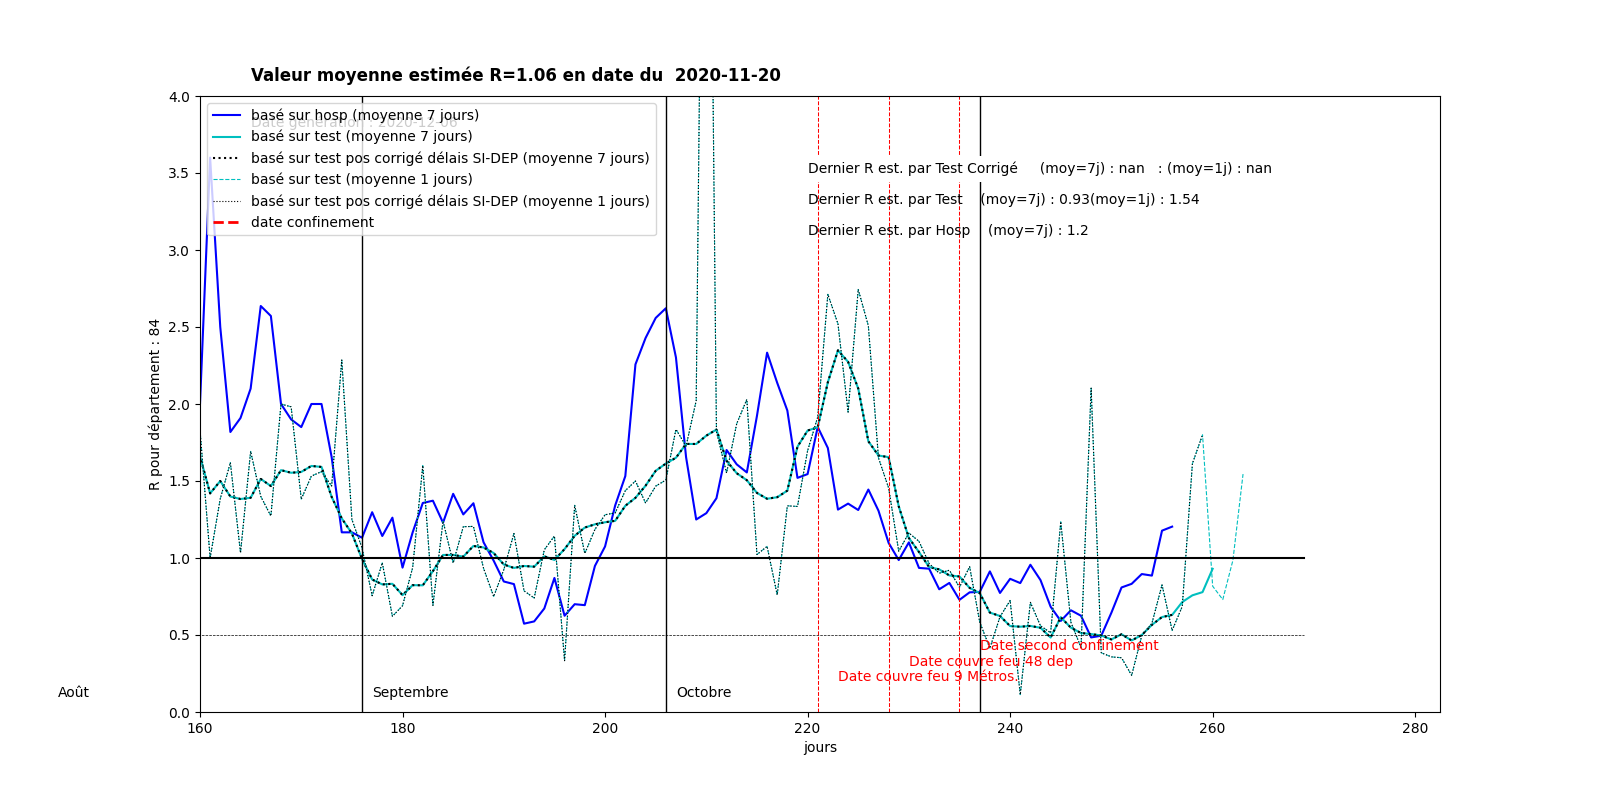 Valeur moyenne estimée R=1.06 en date du  2020-11-20
Date génération : 2020-12-06
basé sur hosp (moyenne 7 jours)
basé sur test (moyenne 7 jours)
basé sur test pos corrigé délais SI-DEP (moyenne 7 jours)
basé sur test (moyenne 1 jours)
basé sur test pos corrigé délais SI-DEP (moyenne 1 jours)
date confinement
Dernier R est. par Test Corrigé     (moy=7j) : nan   : (moy=1j) : nan
Dernier R est. par Test    (moy=7j) : 0.93(moy=1j) : 1.54
Dernier R est. par Hosp    (moy=7j) : 1.2
R pour département : 84
4.0
3.5
3.0
2.5
2.0
1.5
1.0
0.5
0.0
Date second confinement
Date couvre feu 48 dep
Date couvre feu 9 Métros.
Août
Septembre
Octobre
160 180 200 220 240 260 280
jours